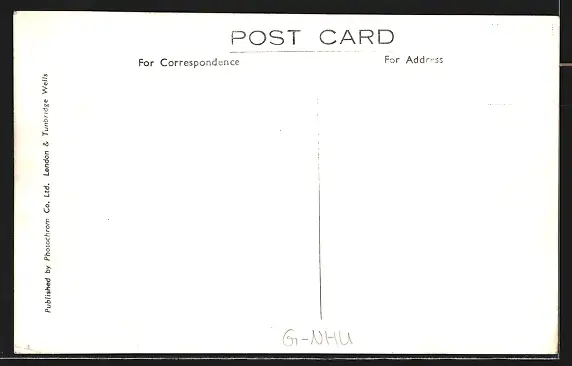 POST CARD
For Correspondence
For Address
Published by Photochrom Co, Ltd. London & Tunbridge Wells
G-NHU